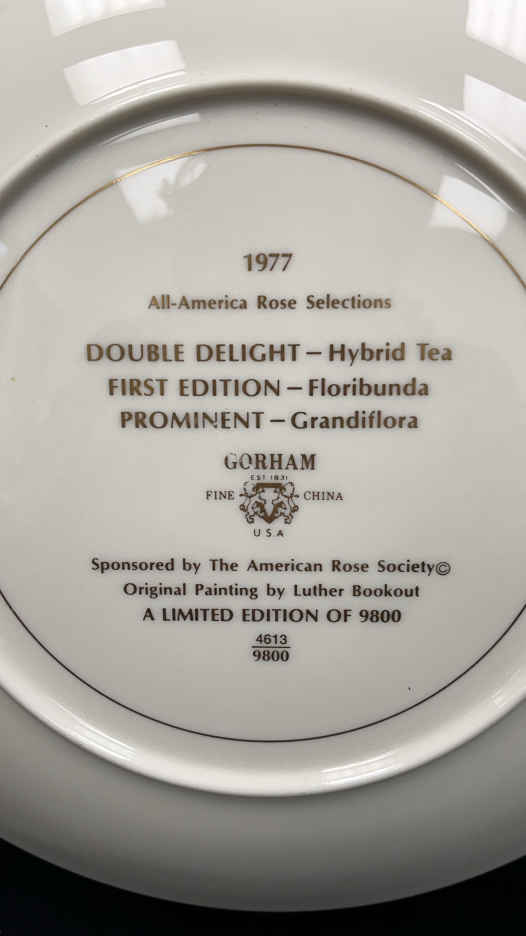 1977
All-America Rose Selections
DOUBLE DELIGHT – Hybrid Tea
FIRST EDITION – Floribunda
PROMINENT – Grandiflora
GORHAM
EST 1831
FINE CHINA
USA
Sponsored by The American Rose Society©
Original Painting by Luther Bookout
A LIMITED EDITION OF 9800
4613
9800